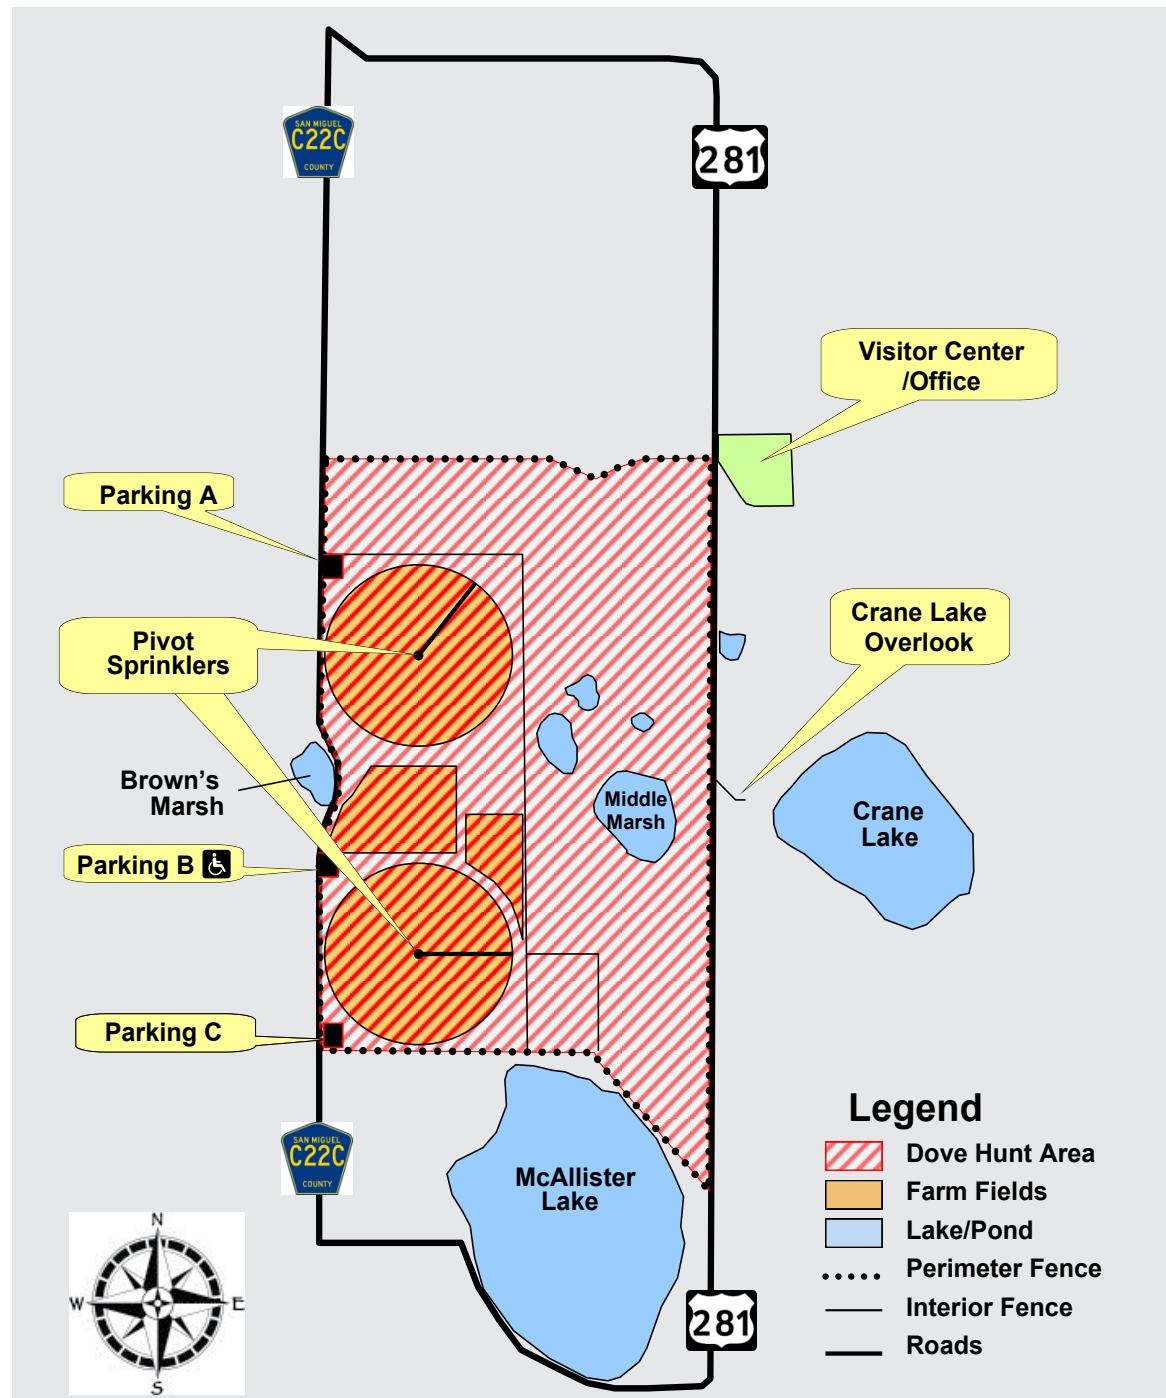 SAN MIGUEL
C22C
COUNTY
281
Visitor Center
/Office
Parking A
Pivot
Sprinklers
Crane Lake
Overlook
Brown's
Marsh
Middle
Marsh
Crane
Lake
Parking B
Parking C
SAN MIGUEL
C22C
COUNTY
McAllister
Lake
281
Legend
Dove Hunt Area
Farm Fields
Lake/Pond
Perimeter Fence
Interior Fence
Roads
N
W
E
S